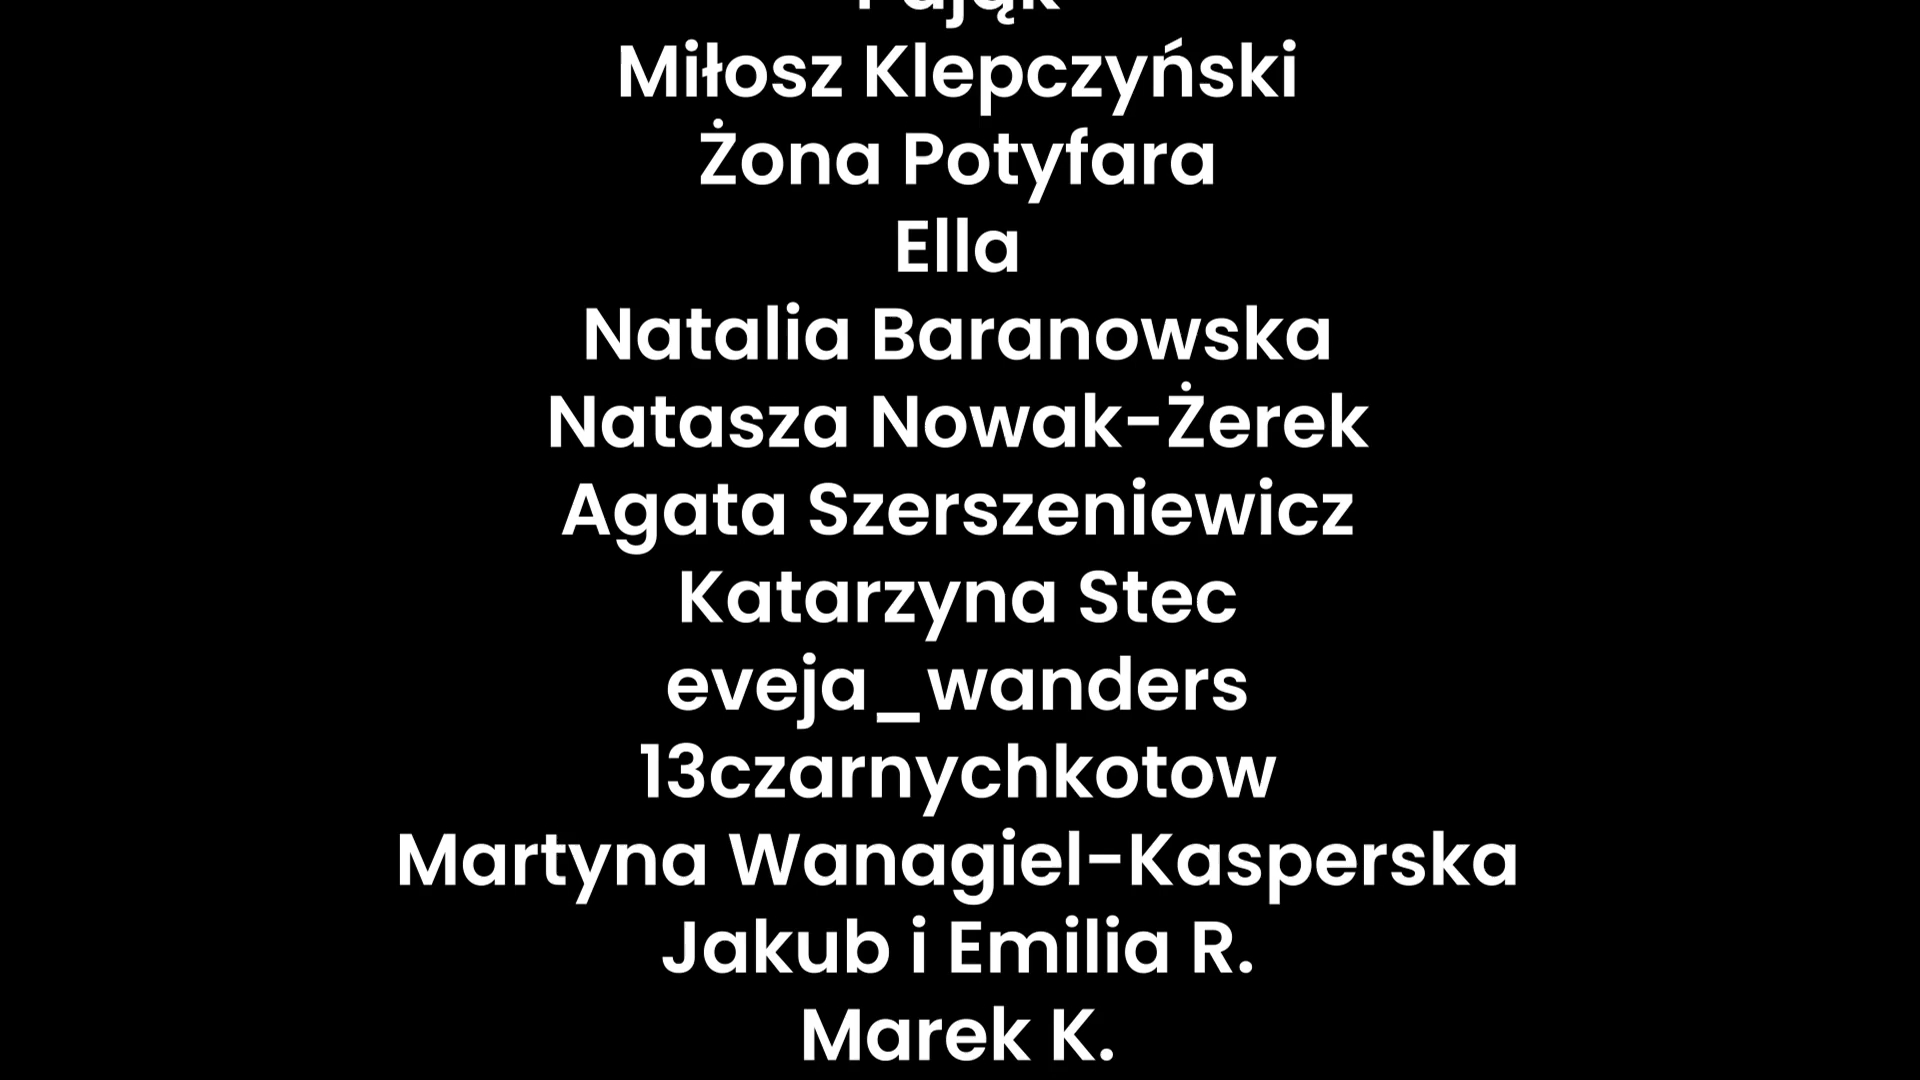 Miłosz Klepczyński
Żona Potyfara
Ella
Natalia Baranowska
Natasza Nowak-Żerek
Agata Szerszeniewicz
Katarzyna Stec
eveja_wanders
13czarnychkotow
Martyna Wanagiel-Kasperska
Jakub i Emilia R.
Marek K.